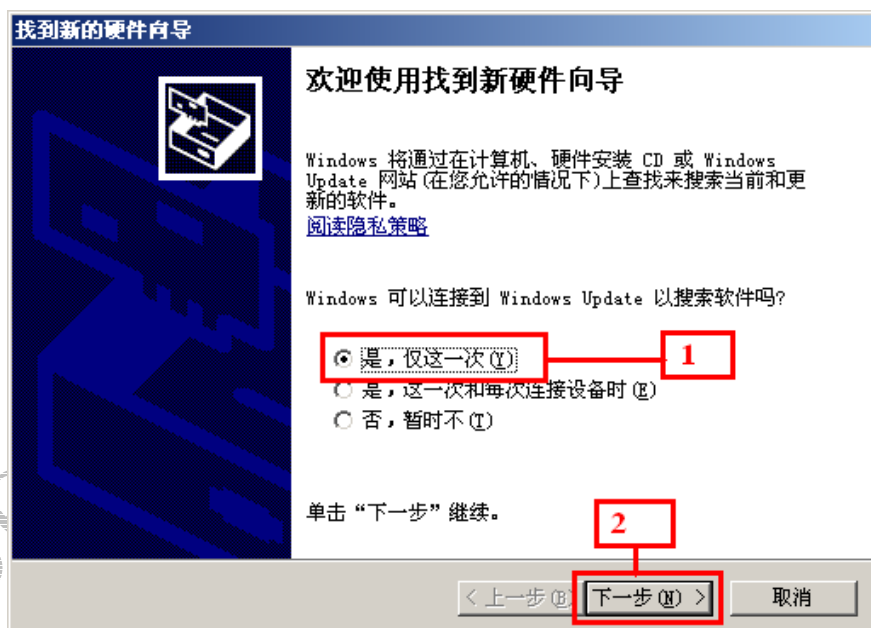 找到新的硬件向导
欢迎使用找到新硬件向导
Windows 将通过在计算机、硬件安装 CD 或 Windows
Update 网站(在您允许的情况下)上查找来搜索当前和更
新的软件。
阅读隐私策略
Windows 可以连接到 Windows Update 以搜索软件吗?
是，仅这一次(Y)
1
是，这一次和每次连接设备时(E)
否，暂时不(T)
单击“下一步”继续。
2
< 上一步(B)
下一步(N) >
取消